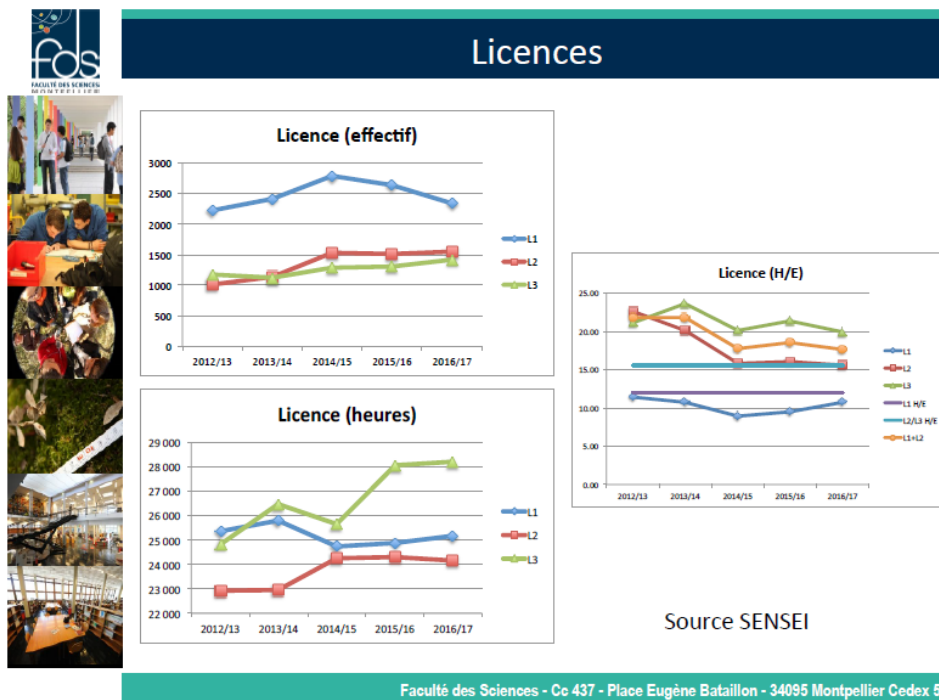 Licences
fds
FACULTÉ DES SCIENCES
MONTPELLIER
Licence (effectif)
3000
2500
2000
1500
1000
500
0
2012/13 2013/14 2014/15 2015/16 2016/17
L1
L2
L3
Licence (heures)
29 000
28 000
27 000
26 000
25 000
24 000
23 000
22 000
2012/13 2013/14 2014/15 2015/16 2016/17
L1
L2
L3
Licence (H/E)
25.00
20.00
15.00
10.00
5.00
0.00
2012/13 2013/14 2014/15 2015/16 2016/17
L1
L2
L3
L1 H/E
L2/L3 H/E
L1+L2
Source SENSEI
Faculté des Sciences - Cc 437 - Place Eugène Bataillon - 34095 Montpellier Cedex 5